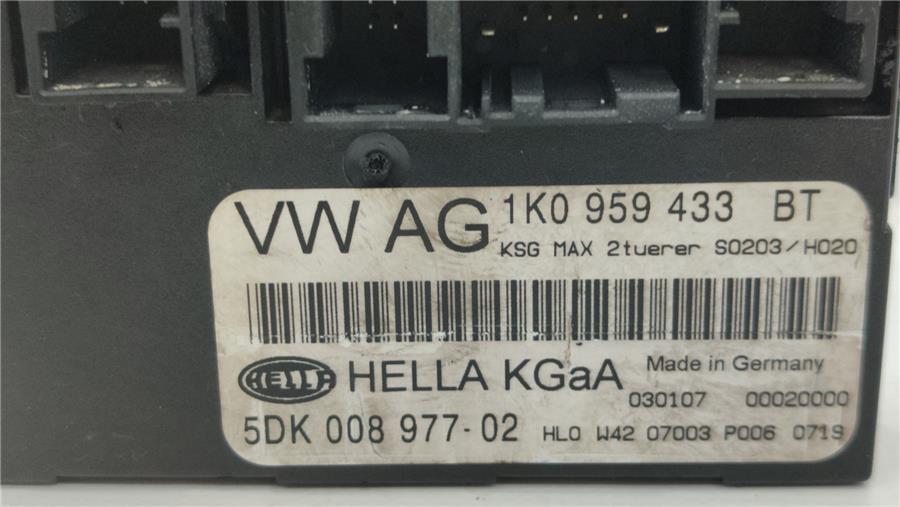 VW AG 1K0 959 433 BT
KSG MAX 2tuerer S0203/H020
HELLA HELLA KGaA Made in Germany
030107 00020000
5DK 008 977-02 HLO W42 07003 P006 0719